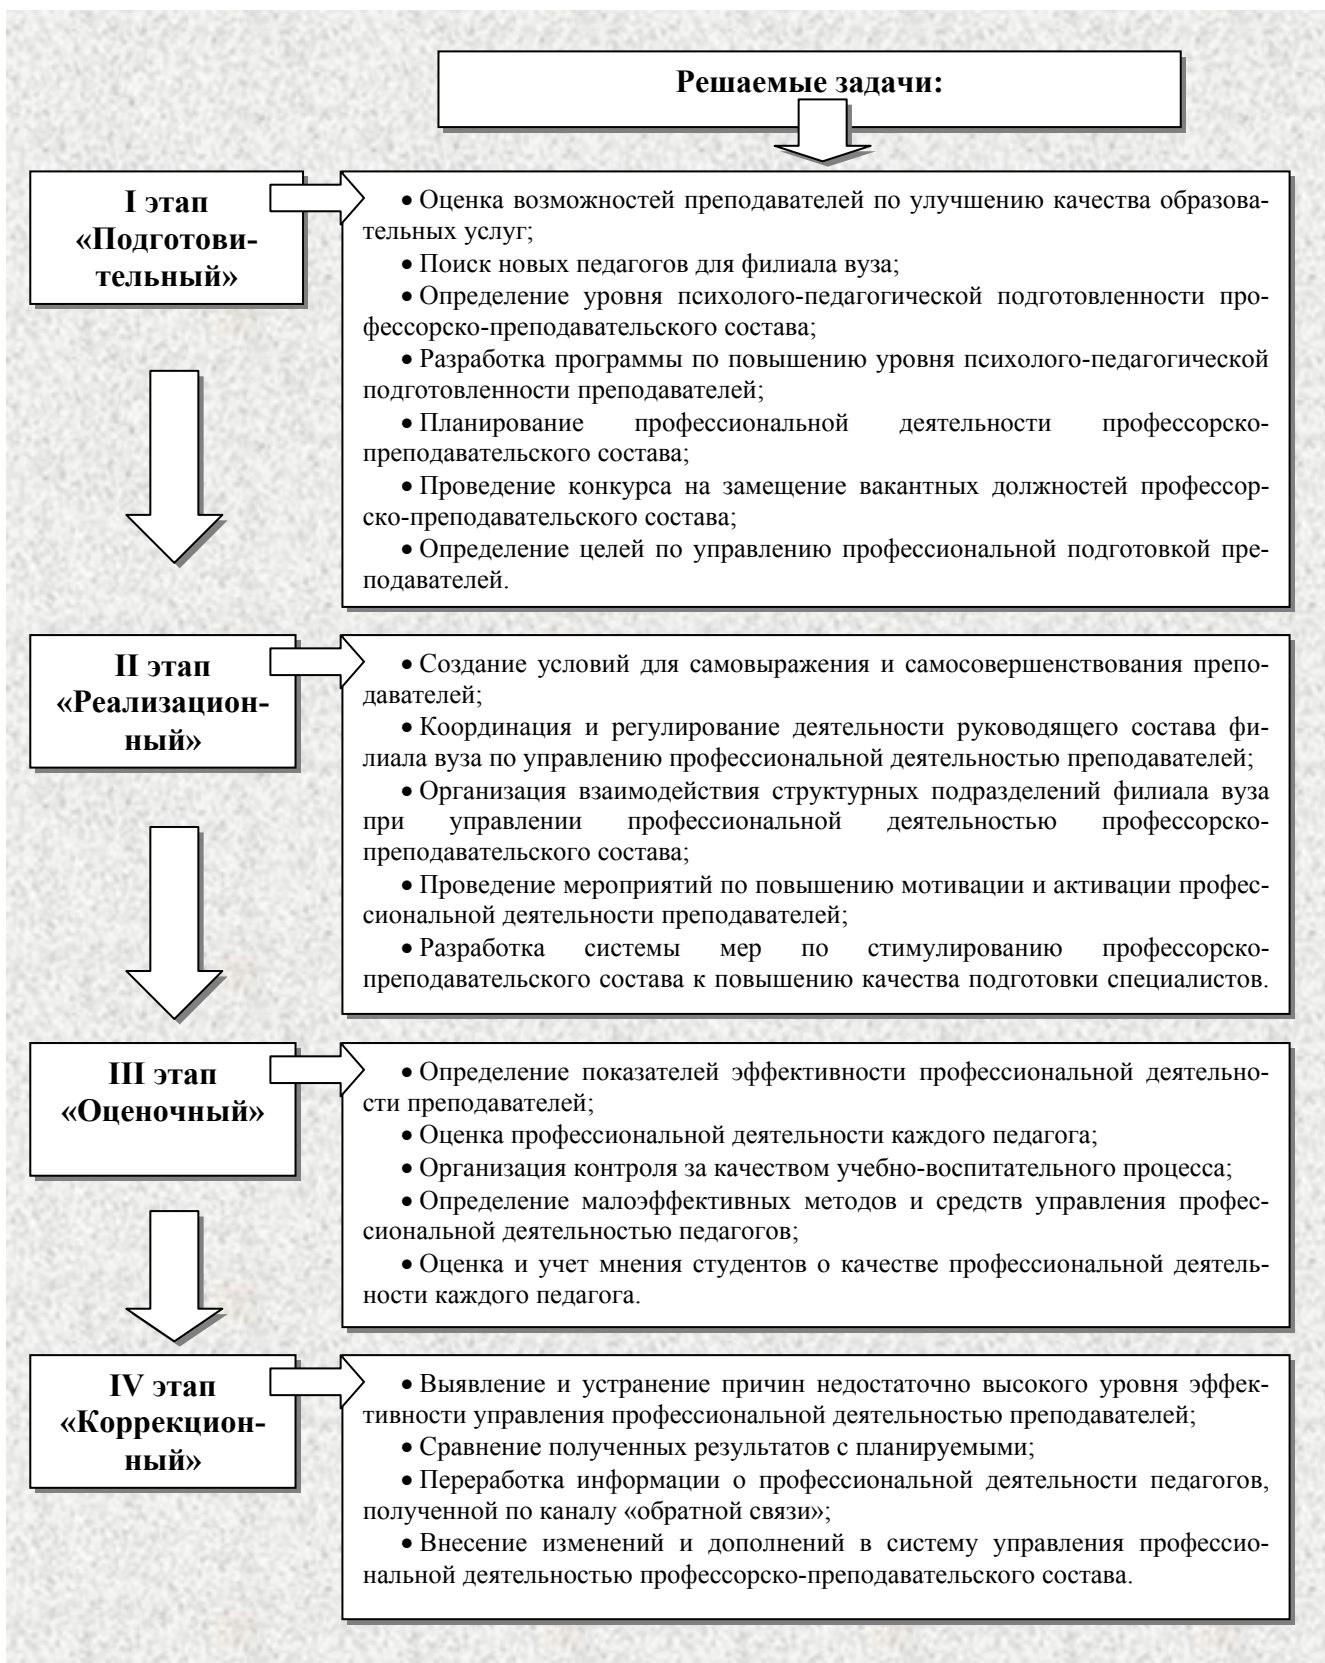 Решаемые задачи:
I этап
«Подготови-
тельный»
• Оценка возможностей преподавателей по улучшению качества образова-
тельных услуг;
• Поиск новых педагогов для филиала вуза;
• Определение уровня психолого-педагогической подготовленности про-
фессорско-преподавательского состава;
• Разработка программы по повышению уровня психолого-педагогической
подготовленности преподавателей;
• Планирование профессиональной деятельности профессорско-
преподавательского состава;
• Проведение конкурса на замещение вакантных должностей профессор-
ско-преподавательского состава;
• Определение целей по управлению профессиональной подготовкой пре-
подавателей.
II этап
«Реализацион-
ный»
• Создание условий для самовыражения и самосовершенствования препо-
давателей;
• Координация и регулирование деятельности руководящего состава фи-
лиала вуза по управлению профессиональной деятельностью преподавателей;
• Организация взаимодействия структурных подразделений филиала вуза
при управлении профессиональной деятельностью профессорско-
преподавательского состава;
• Проведение мероприятий по повышению мотивации и активации профес-
сиональной деятельности преподавателей;
• Разработка системы мер по стимулированию профессорско-
преподавательского состава к повышению качества подготовки специалистов.
III этап
«Оценочный»
• Определение показателей эффективности профессиональной деятельно-
сти преподавателей;
• Оценка профессиональной деятельности каждого педагога;
• Организация контроля за качеством учебно-воспитательного процесса;
• Определение малоэффективных методов и средств управления профес-
сиональной деятельностью педагогов;
• Оценка и учет мнения студентов о качестве профессиональной деятель-
ности каждого педагога.
IV этап
«Коррекцион-
ный»
• Выявление и устранение причин недостаточно высокого уровня эффек-
тивности управления профессиональной деятельностью преподавателей;
• Сравнение полученных результатов с планируемыми;
• Переработка информации о профессиональной деятельности педагогов,
полученной по каналу «обратной связи»;
• Внесение изменений и дополнений в систему управления профессио-
нальной деятельностью профессорско-преподавательского состава.